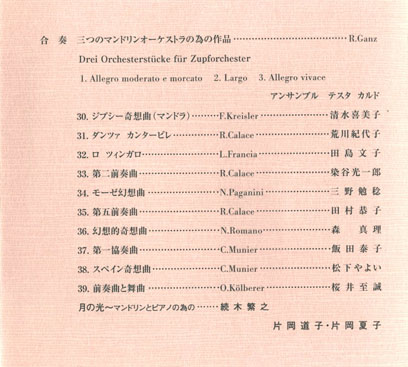 合 奏 三つのマンドリンオーケストラの為の作品……………………R.Ganz
Drei Orchesterstücke für Zupforchester
1. Allegro moderato e morcato 2. Largo 3. Allegro vivace
アンサンブル テスタ カルド
30. ジプシー奇想曲(マンドラ)……F.Kreisler……………清水喜美子
31. ダンツァ カンタービレ…………R.Calace………………荒川紀代子
32. ロ ツィンガロ……………………L.Francia………………田島文子
33. 第二前奏曲………………………R.Calace………………染谷光一郎
34. モーゼ幻想曲……………………N.Paganini……………三野勉稔
35. 第五前奏曲………………………R.Calace………………田村恭子
36. 幻想的奇想曲……………………N.Romano……………森 真理
37. 第一協奏曲………………………C.Munier………………飯田泰子
38. スペイン奇想曲…………………C.Munier………………松下やよい
39. 前奏曲と舞曲……………………O.Kölherer……………桜井至誠
月の光〜マンドリンとピアノの為の……続木繁之
片岡道子・片岡夏子